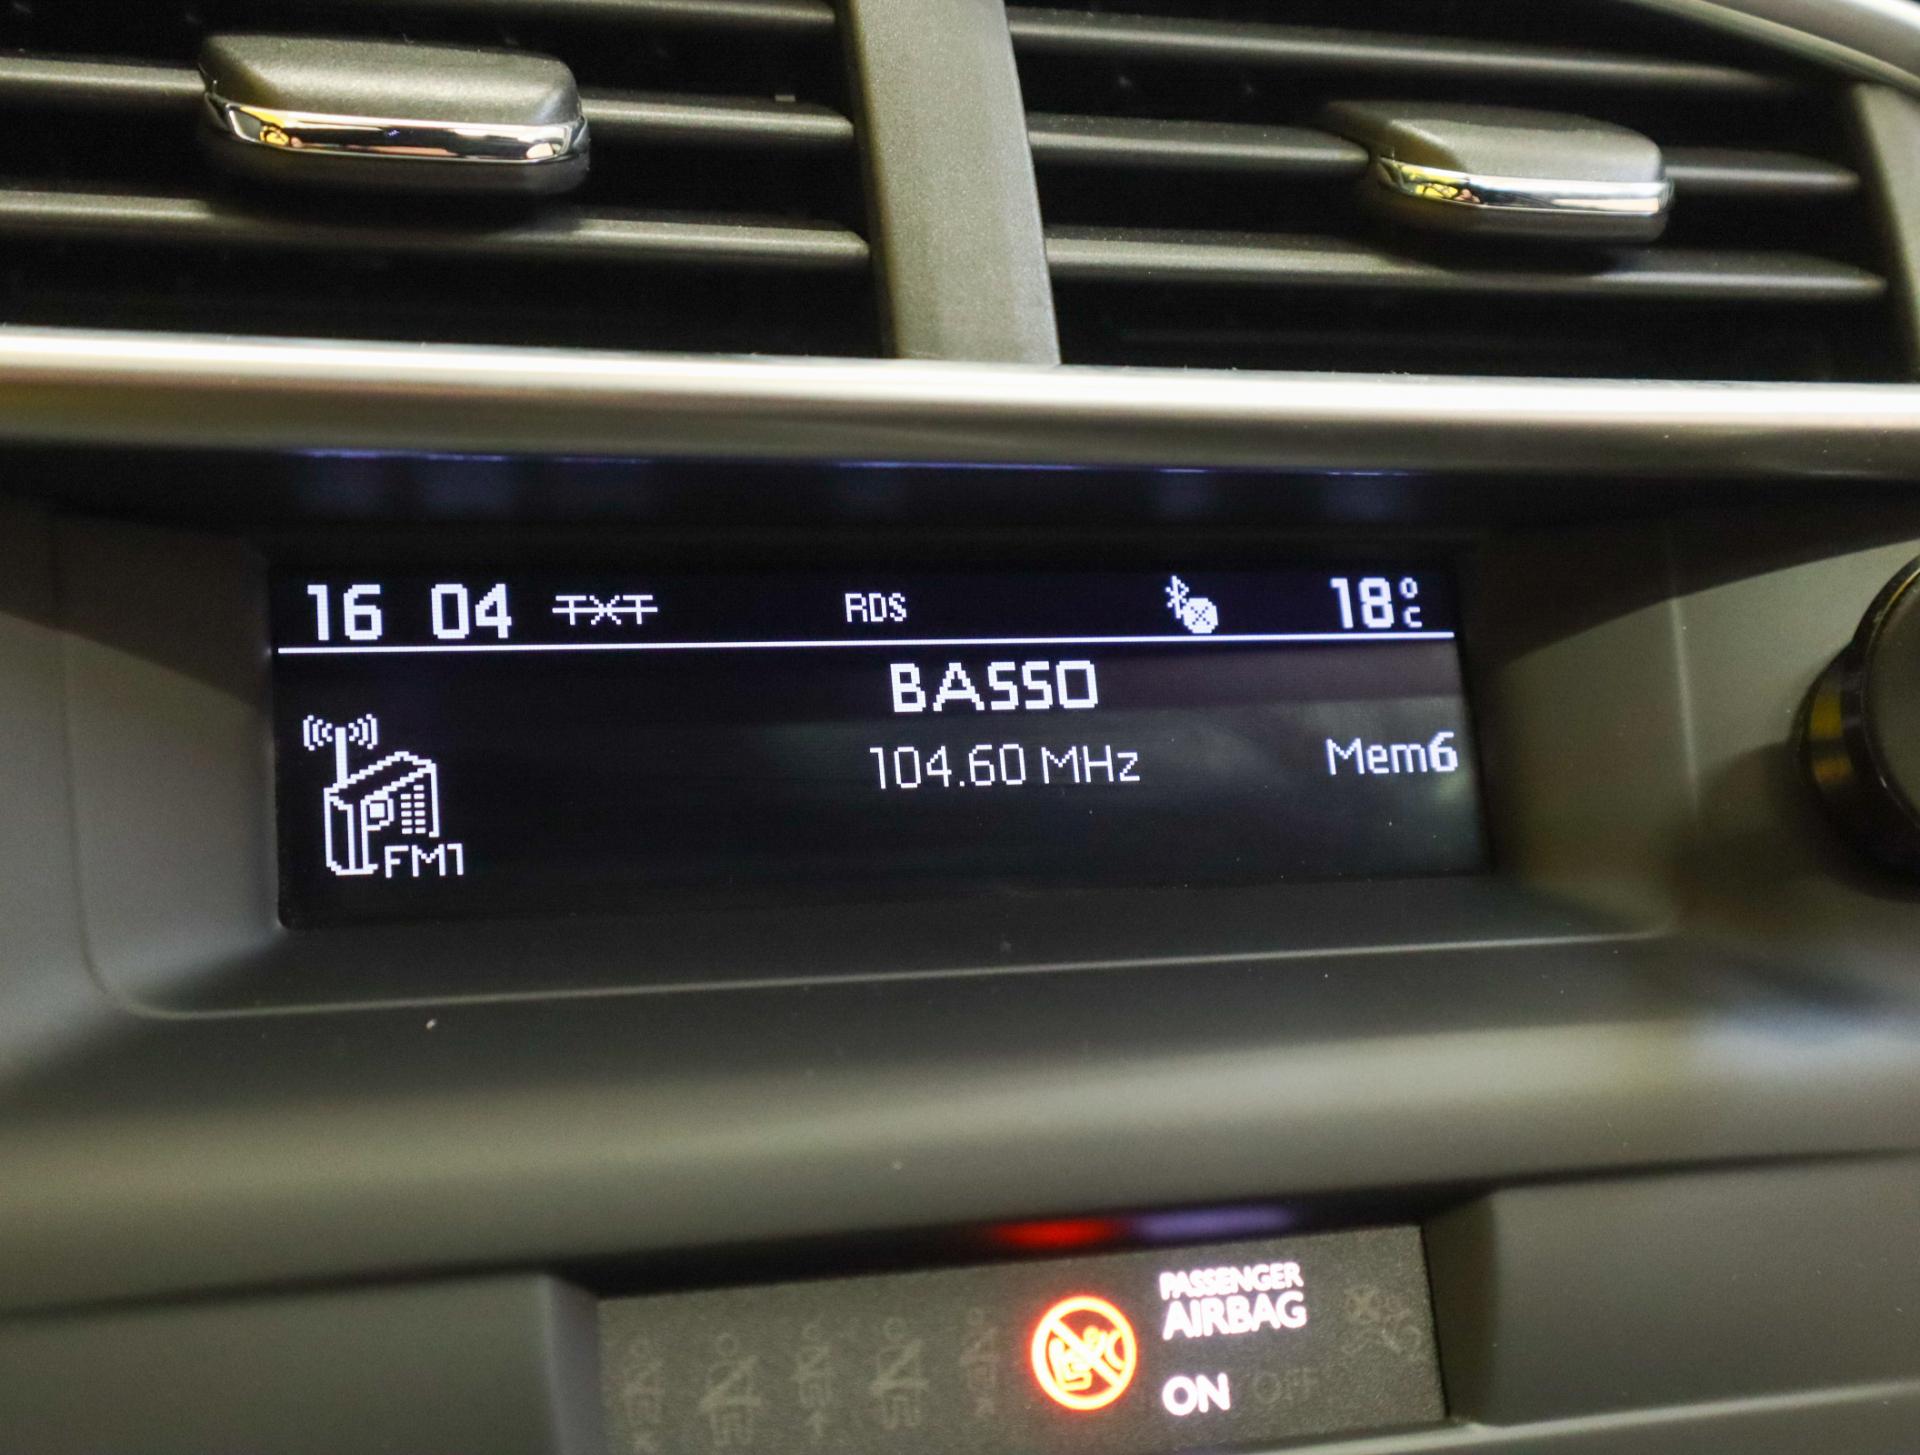 16 04 TXT RDS 18°C
BASSO
104.60 MHz Mem6
FM1
PASSENGER
AIRBAG
ON OFF